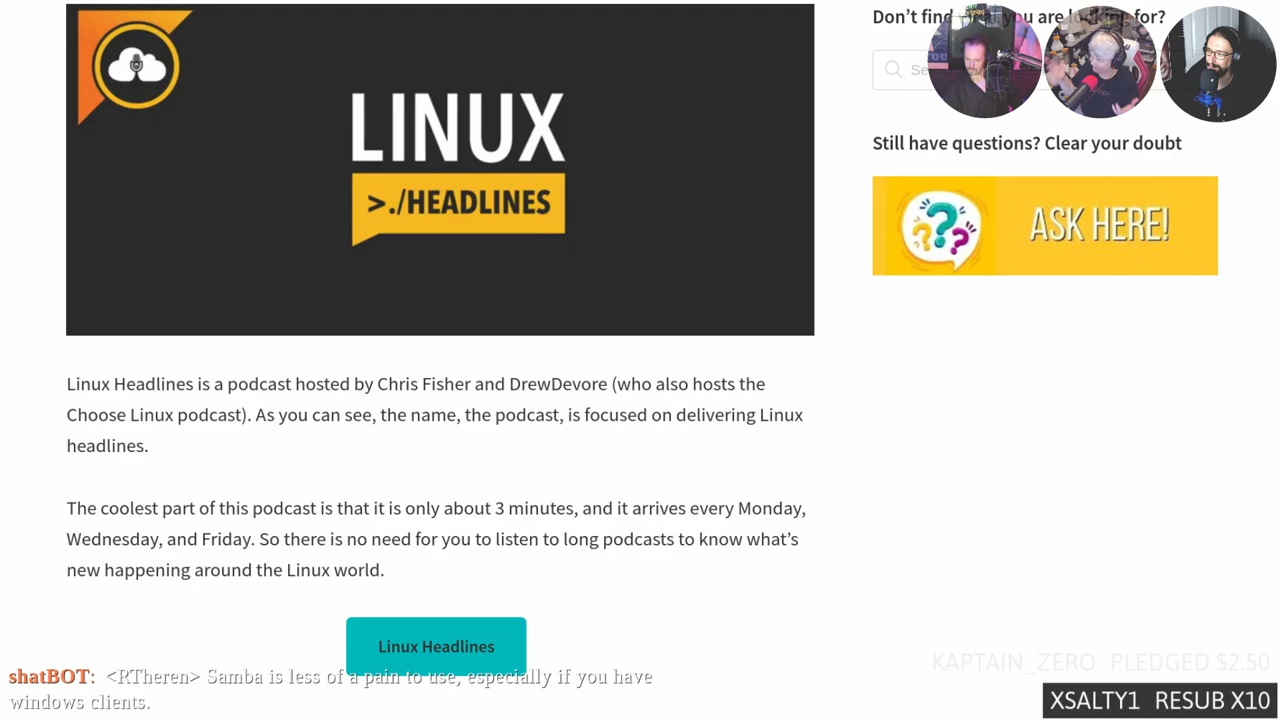 LINUX
>./HEADLINES
Linux Headlines is a podcast hosted by Chris Fisher and DrewDevore (who also hosts the
Choose Linux podcast). As you can see, the name, the podcast, is focused on delivering Linux
headlines.
The coolest part of this podcast is that it is only about 3 minutes, and it arrives every Monday,
Wednesday, and Friday. So there is no need for you to listen to long podcasts to know what’s
new happening around the Linux world.
Linux Headlines
Don’t find you are for?
Still have questions? Clear your doubt
ASK HERE!
shatBOT: <RTheren> Samba is less of a pain to use, especially if you have
windows clients.
KAPTAIN_ZERO PLEDGED $2.50
XSALTY1 RESUB X10